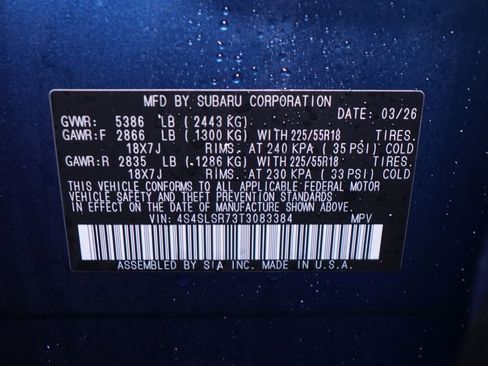 MFD BY SUBARU CORPORATION DATE: 03/26
GVWR: 5386 LB (2443 KG)
GAWR:F 2866 LB (1300 KG) WITH 225/55R18 TIRES.
18X7J RIMS. AT 240 KPA (35 PSI) COLD
GAWR:R 2835 LB (1286 KG) WITH 225/55R18 TIRES.
18X7J RIMS. AT 230 KPA (33 PSI) COLD
THIS VEHICLE CONFORMS TO ALL APPLICABLE FEDERAL MOTOR
VEHICLE SAFETY AND THEFT PREVENTION STANDARDS
IN EFFECT ON THE DATE OF MANUFACTURE SHOWN ABOVE.
VIN: 4S4SLSR73T3083384 MPV
ASSEMBLED BY SIA INC. MADE IN U.S.A.